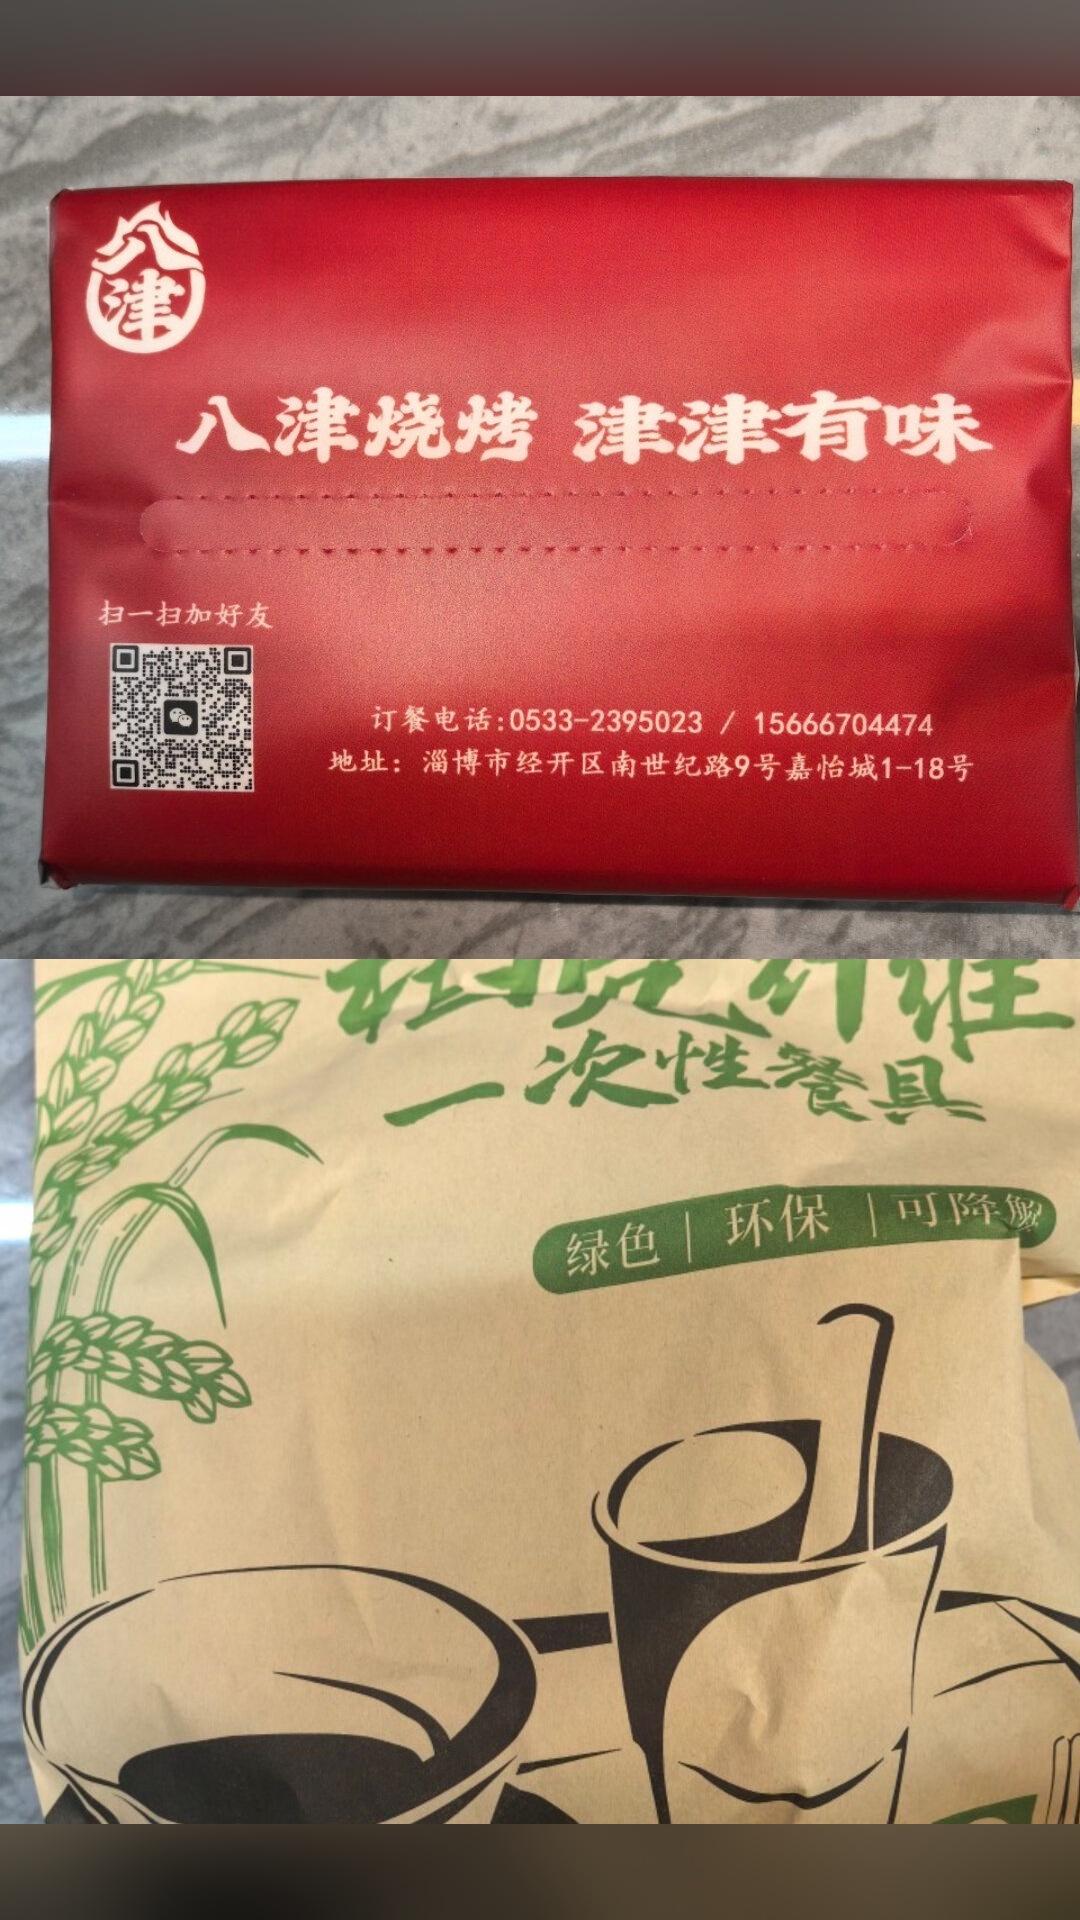 八津
八津烧烤 津津有味
扫一扫加好友
订餐电话:0533-2395023 / 15666704474
地址：淄博市经开区南世纪路9号嘉怡城1-18号
纤维
一次性餐具
绿色 | 环保 | 可降解